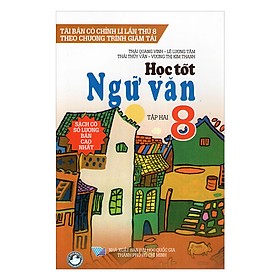 TÁI BẢN CÓ CHỈNH LÍ LẦN THỨ 8
THEO CHƯƠNG TRÌNH GIẢM TẢI
THÁI QUANG VINH - LÊ LƯƠNG TÂM
THÁI THỦY VÂN - VƯƠNG THỊ KIM THANH
Học tốt
Ngữ văn
TẬP HAI
8
SÁCH CÓ
SỐ LƯỢNG
BÁN
CAO
NHẤT
NHÀ XUẤT BẢN ĐẠI HỌC QUỐC GIA
THÀNH PHỐ HỒ CHÍ MINH